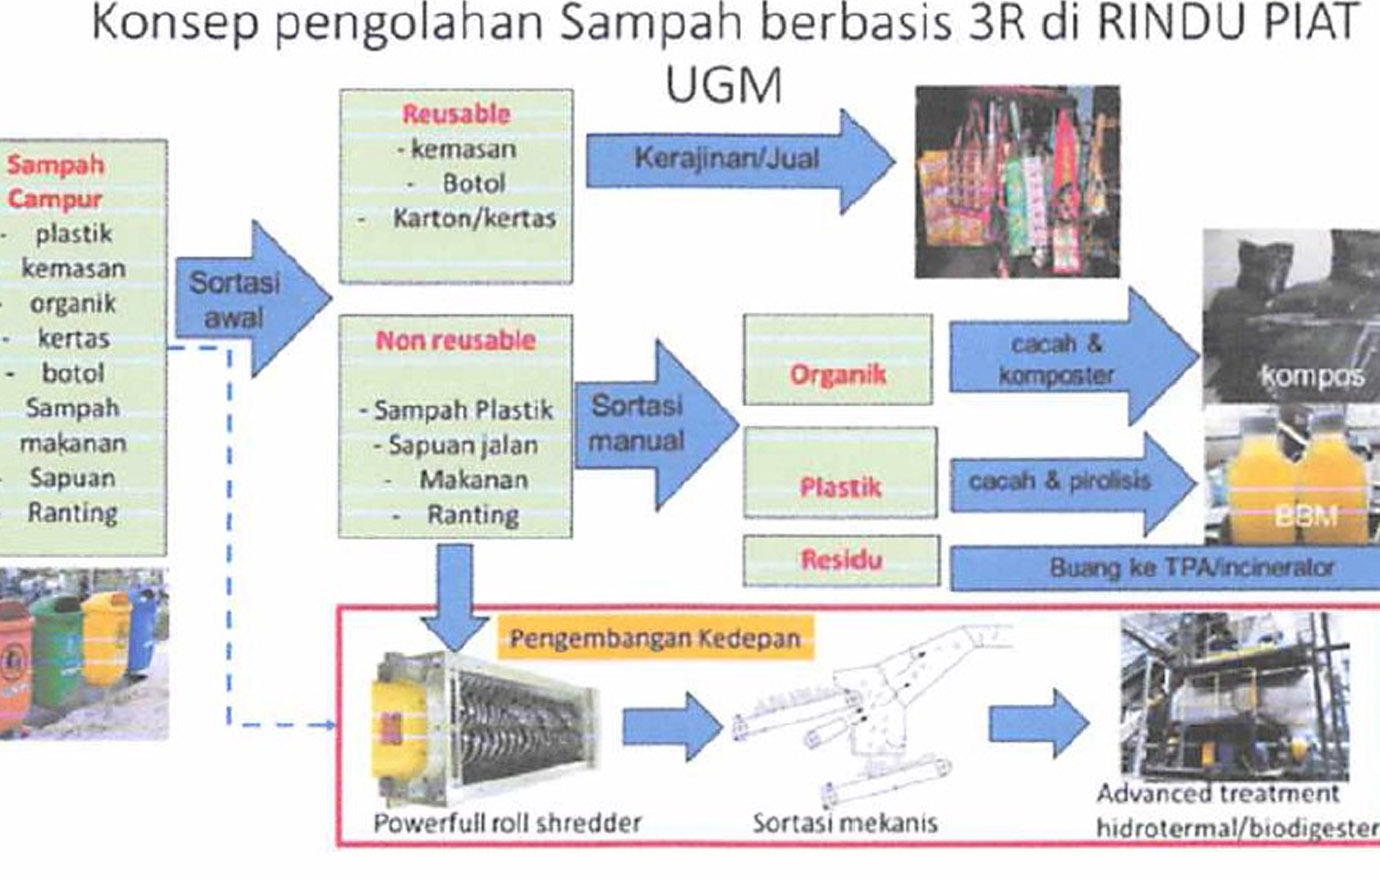 Konsep pengolahan Sampah berbasis 3R di RINDU PIAT
UGM
Sampah
Campur
- plastik
kemasan
- organik
- kertas
- botol
Sampah
makanan
- Sapuan
Ranting
Sortasi
awal
Reusable
- kemasan
- Botol
- Karton/kertas
Kerajinan/Jual
Non reusable
- Sampah Plastik
- Sapuan jalan
- Makanan
- Ranting
Sortasi
manual
Organik
cacah &
komposter
kompos
Plastik
cacah & pirolisis
BBM
Residu
Buang ke TPA/incinerator
Pengembangan Kedepan
Powerfull roll shredder
Sortasi mekanis
Advanced treatment
hidrotermal/biodigester